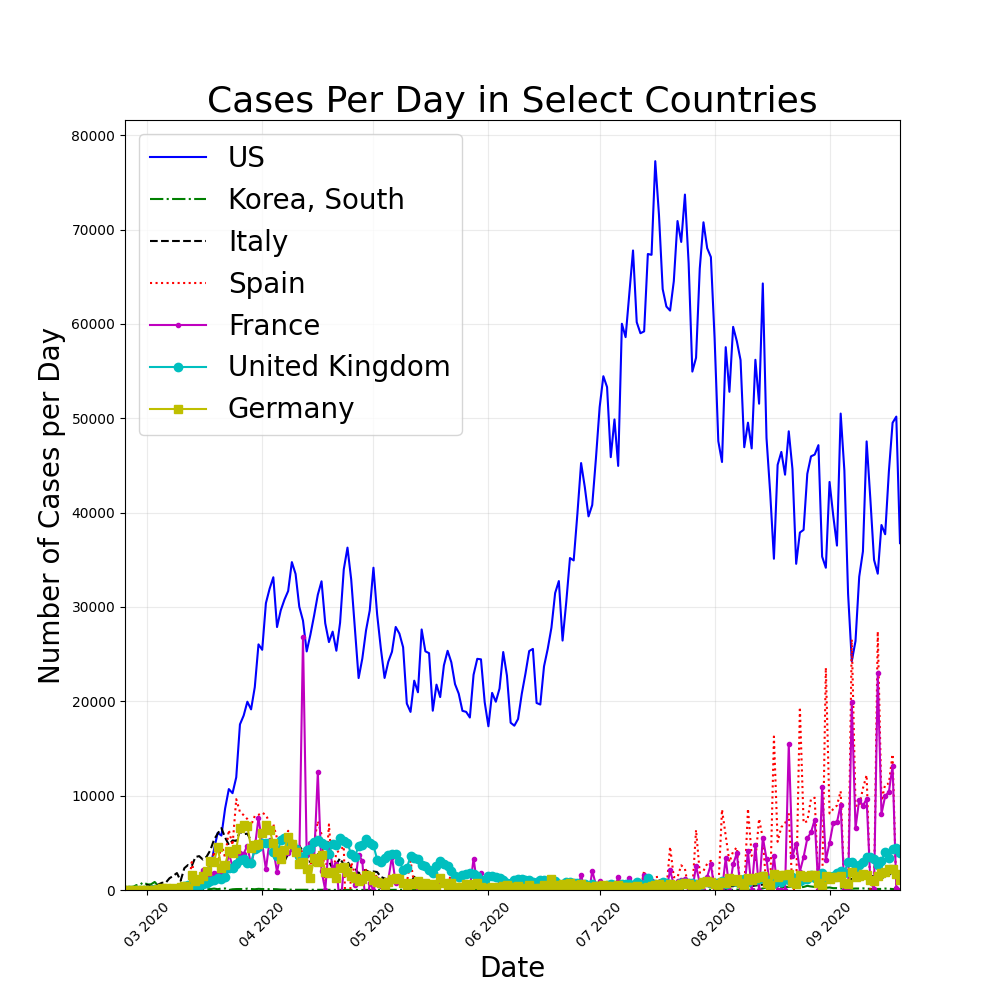 Cases Per Day in Select Countries
US
Korea, South
Italy
Spain
France
United Kingdom
Germany
Number of Cases per Day
80000
70000
60000
50000
40000
30000
20000
10000
0
03 2020
04 2020
05 2020
06 2020
07 2020
08 2020
09 2020
Date